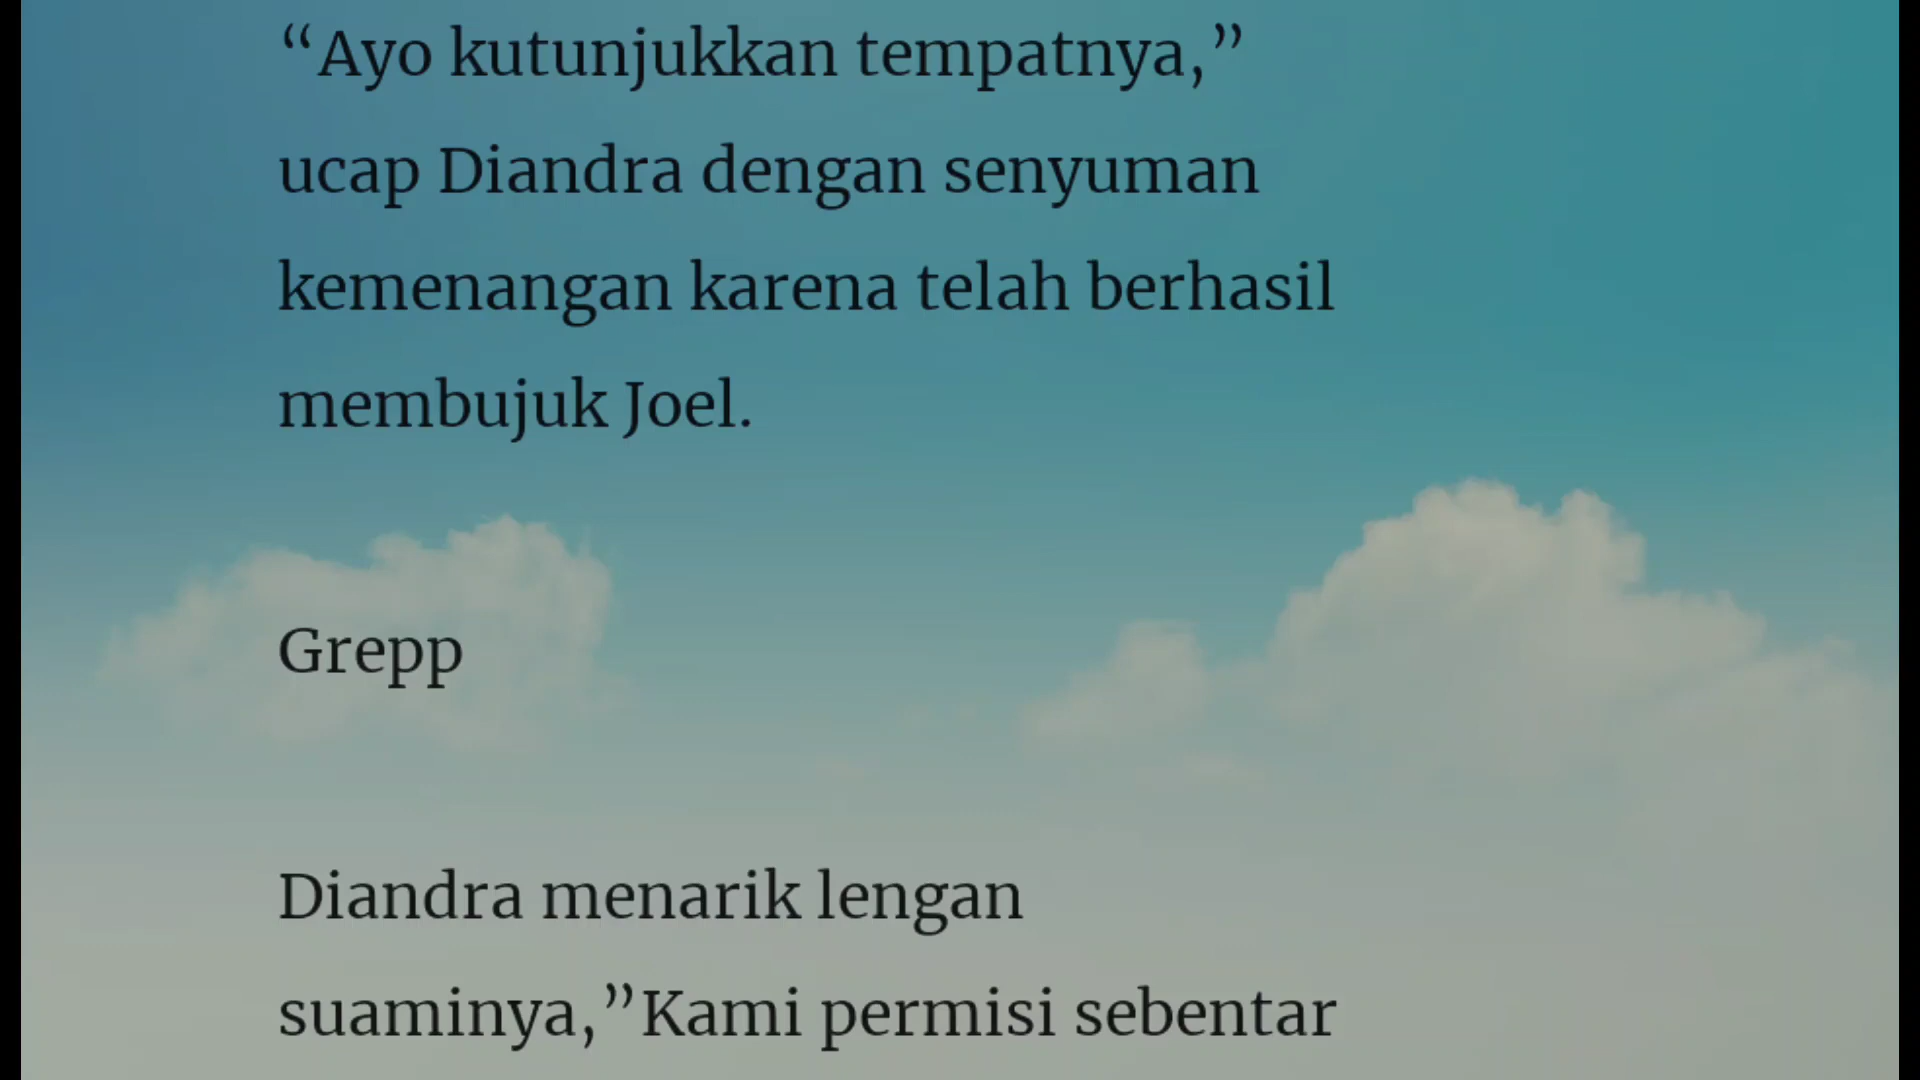 “Ayo kutunjukkan tempatnya,”
ucap Diandra dengan senyuman
kemenangan karena telah berhasil
membujuk Joel.
Grepp
Diandra menarik lengan
suaminya,”Kami permisi sebentar